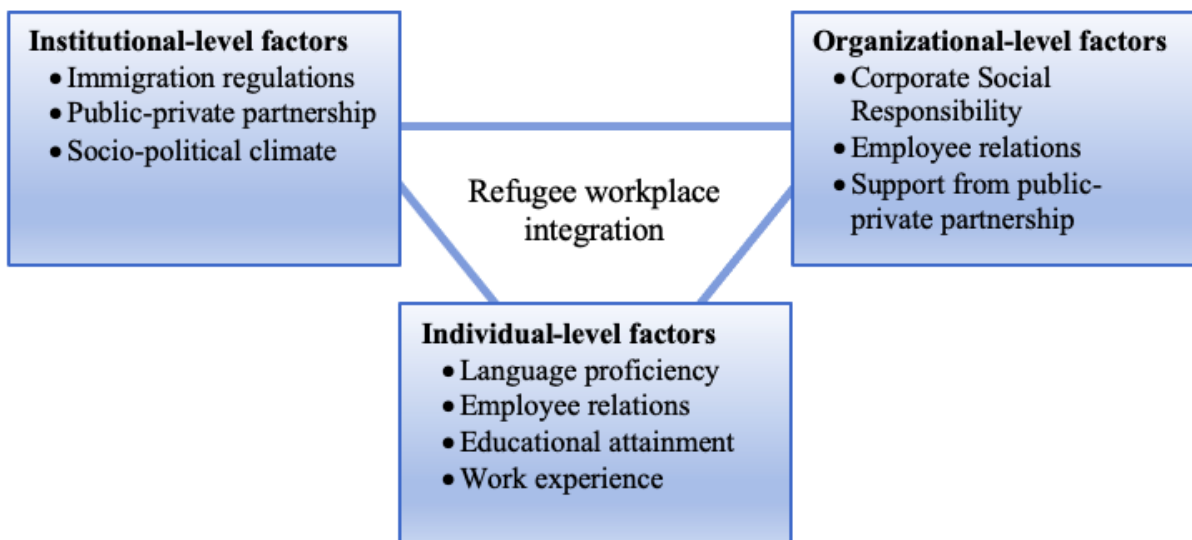 Institutional-level factors
• Immigration regulations
• Public-private partnership
• Socio-political climate
Organizational-level factors
• Corporate Social
Responsibility
• Employee relations
• Support from public-
private partnership
Refugee workplace
integration
Individual-level factors
• Language proficiency
• Employee relations
• Educational attainment
• Work experience